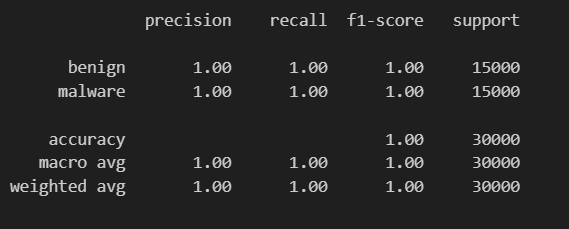 precision recall f1-score support
benign 1.00 1.00 1.00 15000
malware 1.00 1.00 1.00 15000
accuracy 1.00 30000
macro avg 1.00 1.00 1.00 30000
weighted avg 1.00 1.00 1.00 30000